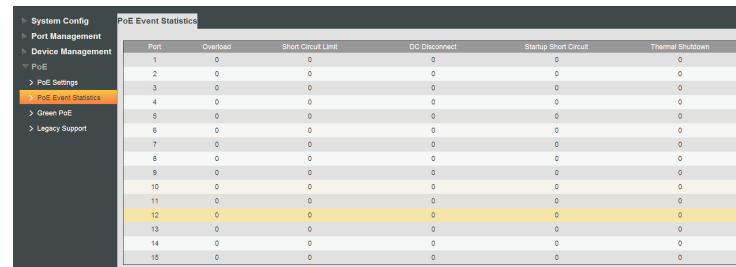 System Config
Port Management
Device Management
PoE
PoE Settings
PoE Event Statistics
Green PoE
Legacy Support
PoE Event Statistics
Port Overload Short Circuit Limit DC Disconnect Startup Short Circuit Thermal Shutdown
1 0 0 0 0 0
2 0 0 0 0 0
3 0 0 0 0 0
4 0 0 0 0 0
5 0 0 0 0 0
6 0 0 0 0 0
7 0 0 0 0 0
8 0 0 0 0 0
9 0 0 0 0 0
10 0 0 0 0 0
11 0 0 0 0 0
12 0 0 0 0 0
13 0 0 0 0 0
14 0 0 0 0 0
15 0 0 0 0 0